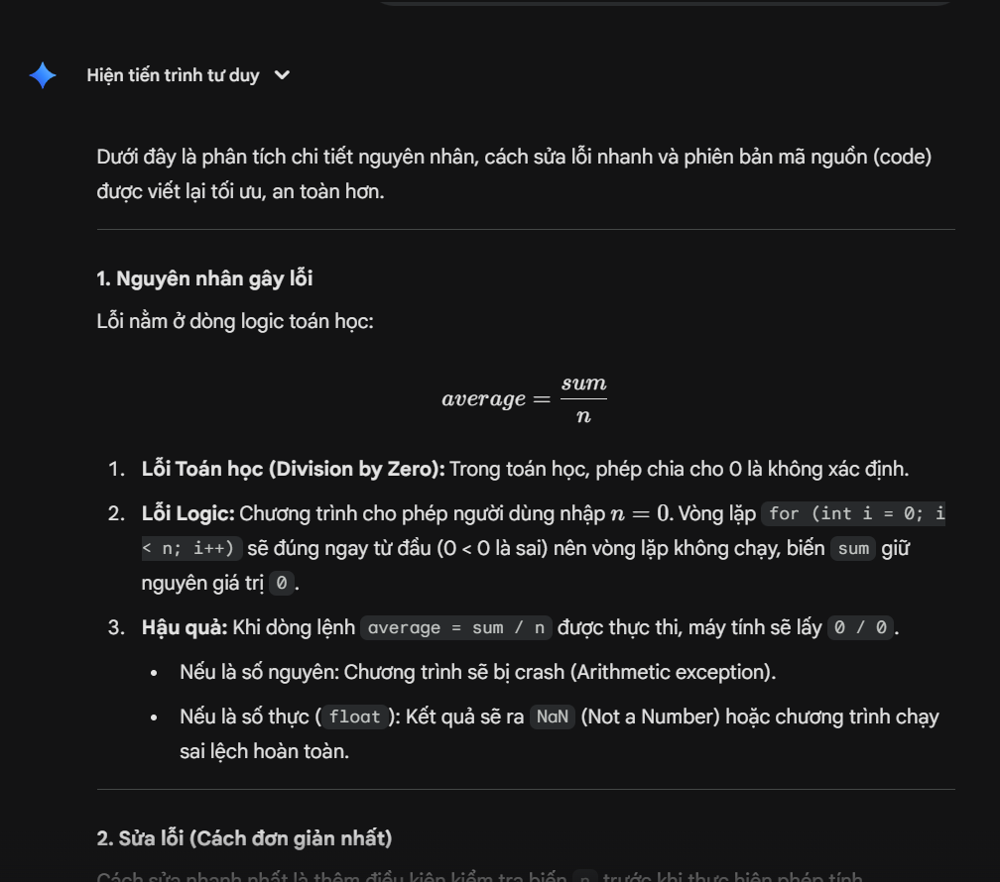 Hiện tiến trình tư duy
Dưới đây là phân tích chi tiết nguyên nhân, cách sửa lỗi nhanh và phiên bản mã nguồn (code)
được viết lại tối ưu, an toàn hơn.
1. Nguyên nhân gây lỗi
Lỗi nằm ở dòng logic toán học:
average = sum / n
1. Lỗi Toán học (Division by Zero): Trong toán học, phép chia cho 0 là không xác định.
2. Lỗi Logic: Chương trình cho phép người dùng nhập n = 0. Vòng lặp for (int i = 0; i
< n; i++) sẽ đúng ngay từ đầu (0 < 0 là sai) nên vòng lặp không chạy, biến sum giữ
nguyên giá trị 0.
3. Hậu quả: Khi dòng lệnh average = sum / n được thực thi, máy tính sẽ lấy 0 / 0.
• Nếu là số nguyên: Chương trình sẽ bị crash (Arithmetic exception).
• Nếu là số thực (float): Kết quả sẽ ra NaN (Not a Number) hoặc chương trình chạy
sai lệch hoàn toàn.
2. Sửa lỗi (Cách đơn giản nhất)
Cách sửa nhanh nhất là thêm điều kiện kiểm tra biến n trước khi thực hiện phép tính